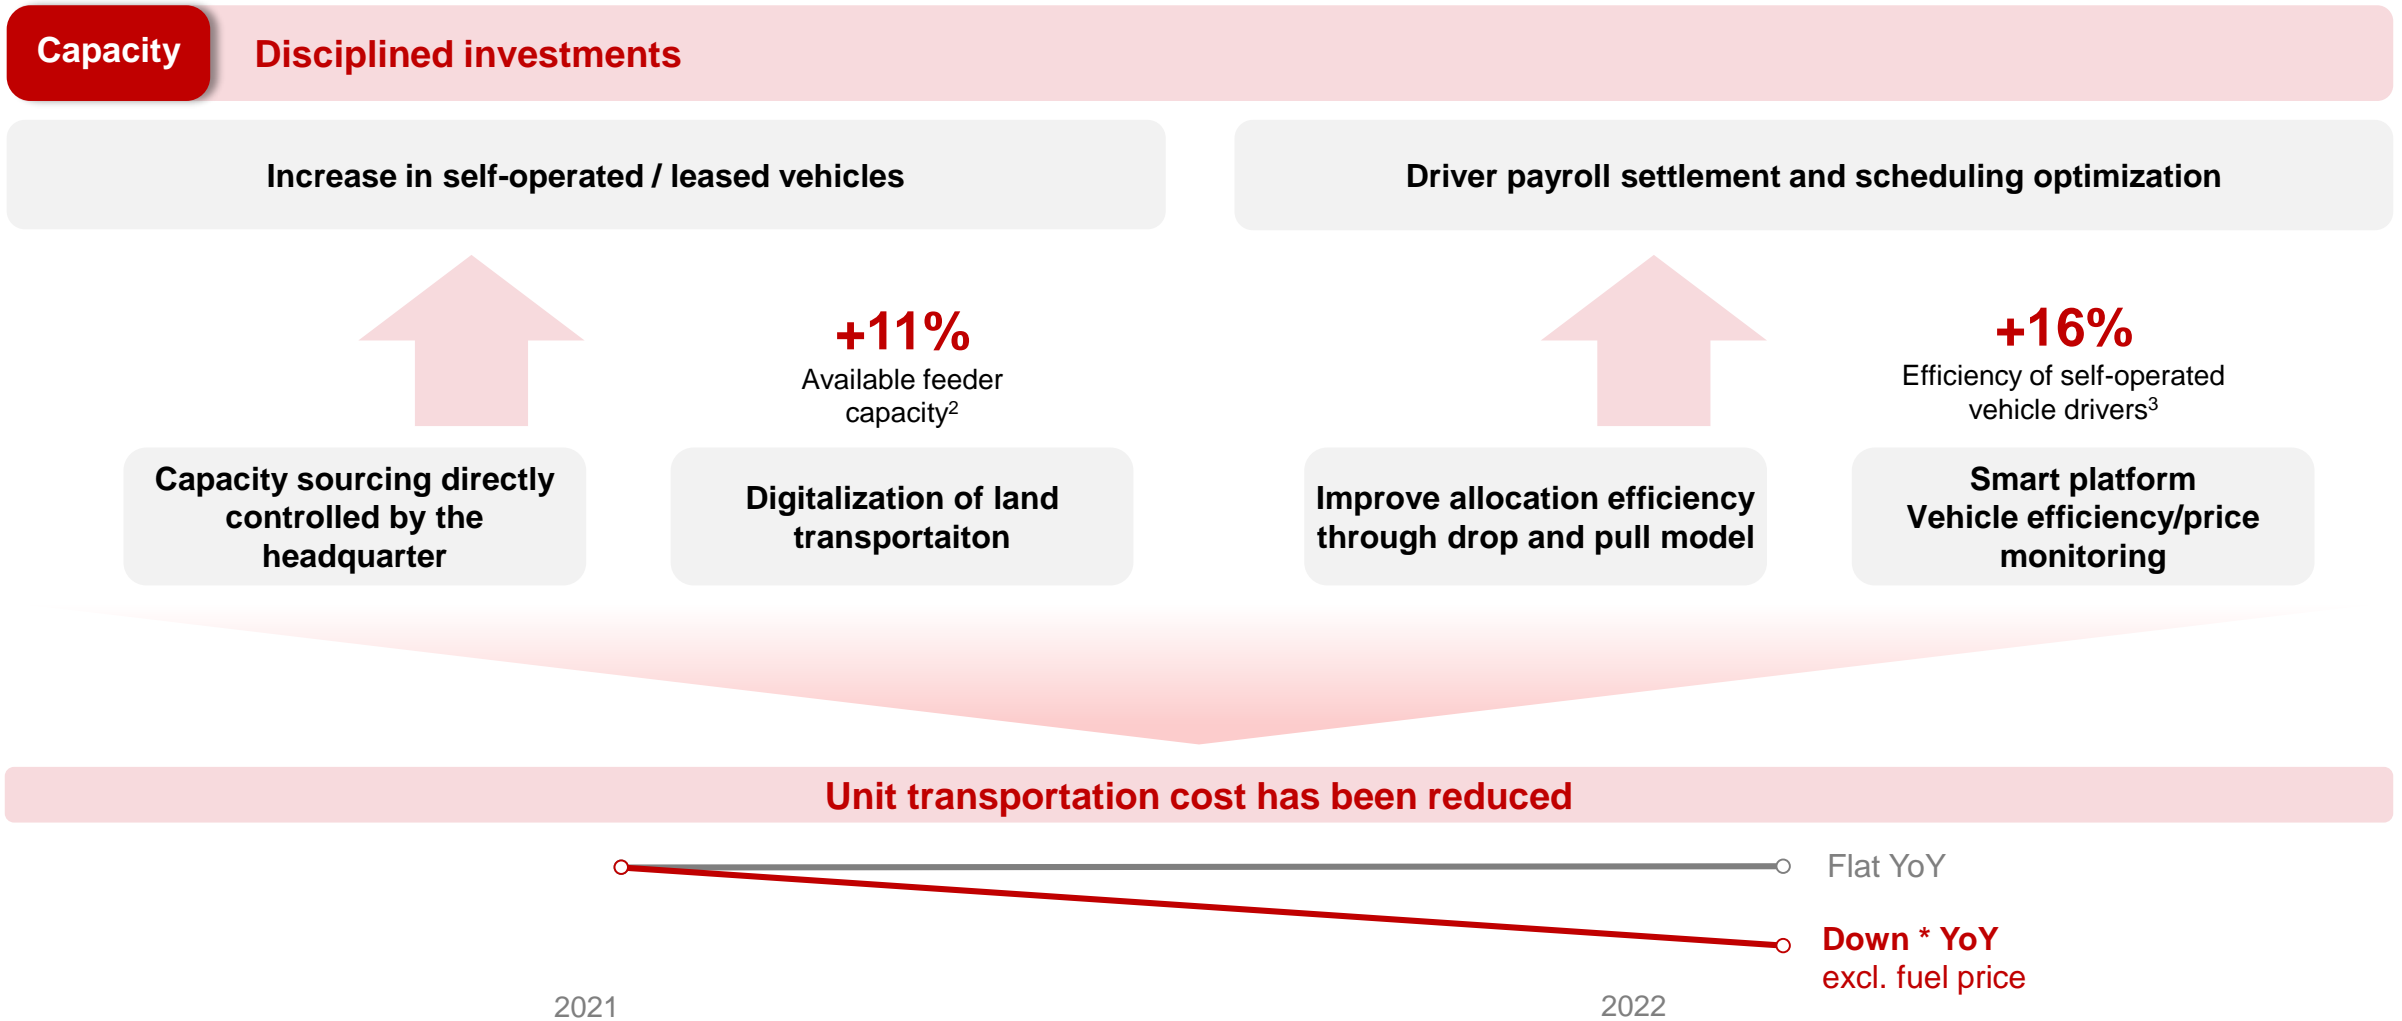 Capacity
Disciplined investments
Increase in self-operated / leased vehicles
Driver payroll settlement and scheduling optimization
+11%
Available feeder
capacity2
+16%
Efficiency of self-operated
vehicle drivers3
Capacity sourcing directly
controlled by the
headquarter
Digitalization of land
transportaiton
Improve allocation efficiency
through drop and pull model
Smart platform
Vehicle efficiency/price
monitoring
Unit transportation cost has been reduced
Flat YoY
Down * YoY
excl. fuel price
2021
2022